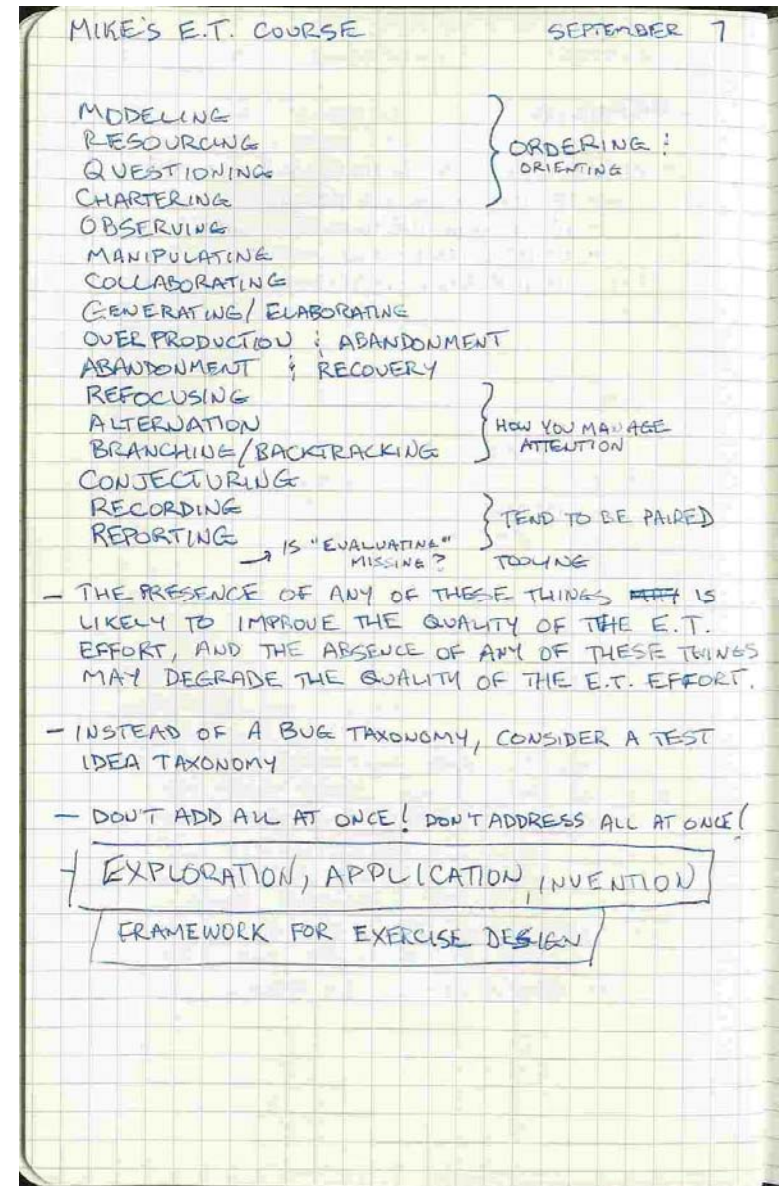 MIKE'S E.T. COURSE SEPTEMBER 7
MODELING
RESOURCING
QUESTIONING
CHARTERING
ORDERING &
ORIENTING
OBSERVING
MANIPULATING
COLLABORATING
GENERATING/ELABORATING
OVERPRODUCTION & ABANDONMENT
ABANDONMENT & RECOVERY
REFOCUSING
ALTERNATION
BRANCHING/BACKTRACKING
HOW YOU MANAGE
ATTENTION
CONJECTURING
RECORDING
REPORTING
TEND TO BE PAIRED
→ IS "EVALUATING"
MISSING?
TOOLING
- THE PRESENCE OF ANY OF THESE THINGS IS
LIKELY TO IMPROVE THE QUALITY OF THE E.T.
EFFORT, AND THE ABSENCE OF ANY OF THESE THINGS
MAY DEGRADE THE QUALITY OF THE E.T. EFFORT.
- INSTEAD OF A BUG TAXONOMY, CONSIDER A TEST
IDEA TAXONOMY
- DON'T ADD ALL AT ONCE! DON'T ADDRESS ALL AT ONCE!
EXPLORATION, APPLICATION, INVENTION
FRAMEWORK FOR EXERCISE DESIGN